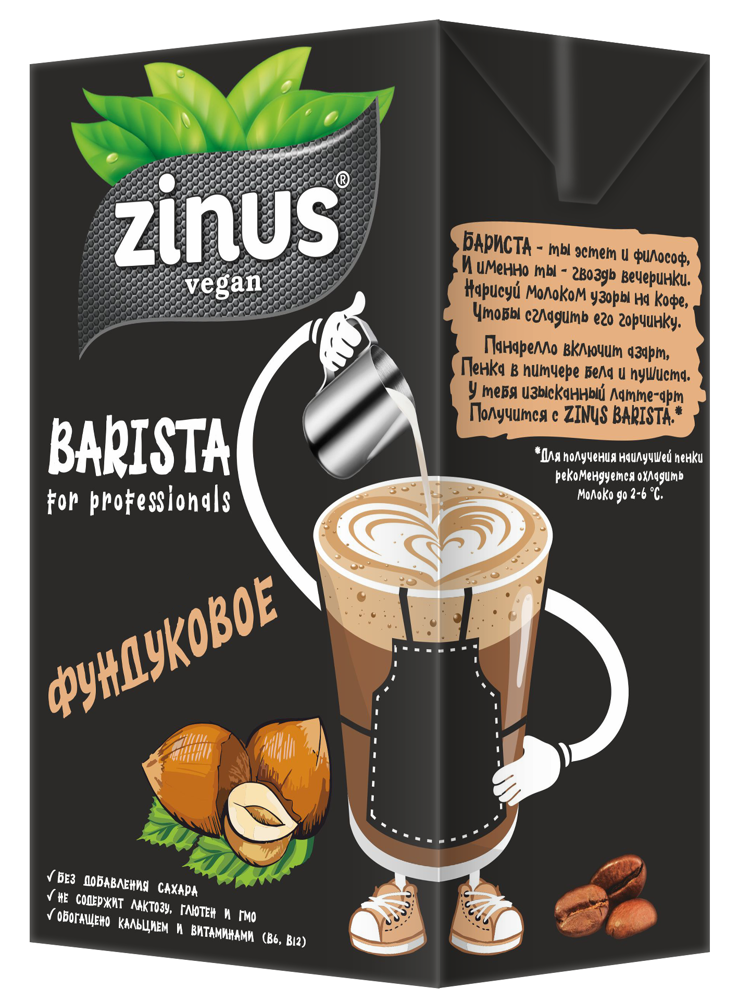 zinus®
vegan
BARISTA
for professionals
ФУНДУКОВОЕ
✓ БЕЗ ДОБАВЛЕНИЯ САХАРА
✓ НЕ СОДЕРЖИТ ЛАКТОЗУ, ГЛЮТЕН И ГМО
✓ ОБОГАЩЕНО КАЛЬЦИЕМ И ВИТАМИНАМИ (B6, B12)
БАРИСТА - ты эстет и философ,
И именно ты - гвоздь вечеринки.
Нарисуй молоком узоры на кофе,
Чтобы сгладить его горчинку.
Панарелло включит азарт,
Пенка в питчере бела и пушиста.
У тебя изысканный латте-арт
Получится с ZINUS BARISTA.*
*Для получения наилучшей пенки
рекомендуется охладить
молоко до 2-6 °С.